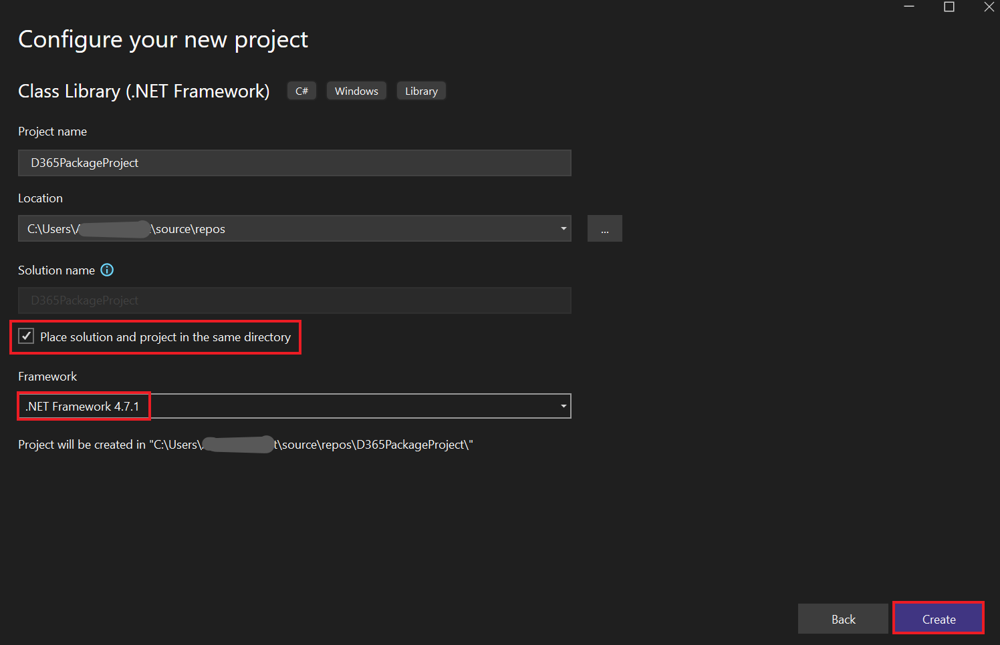 Configure your new project
Class Library (.NET Framework) C# Windows Library
Project name
D365PackageProject
Location
C:\Users\ \source\repos
...
Solution name
D365PackageProject
Place solution and project in the same directory
Framework
.NET Framework 4.7.1
Project will be created in "C:\Users\ t\source\repos\D365PackageProject\"
Back Create